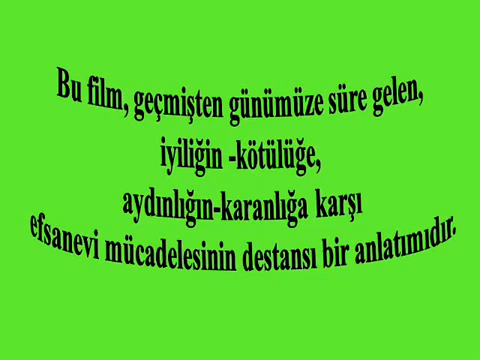 Bu film, geçmişten günümüze süre gelen,
iyiliğin -kötülüğe,
aydınlığın-karanlığa karşı
efsanevi mücadelesinin destansı bir anlatımıdır.